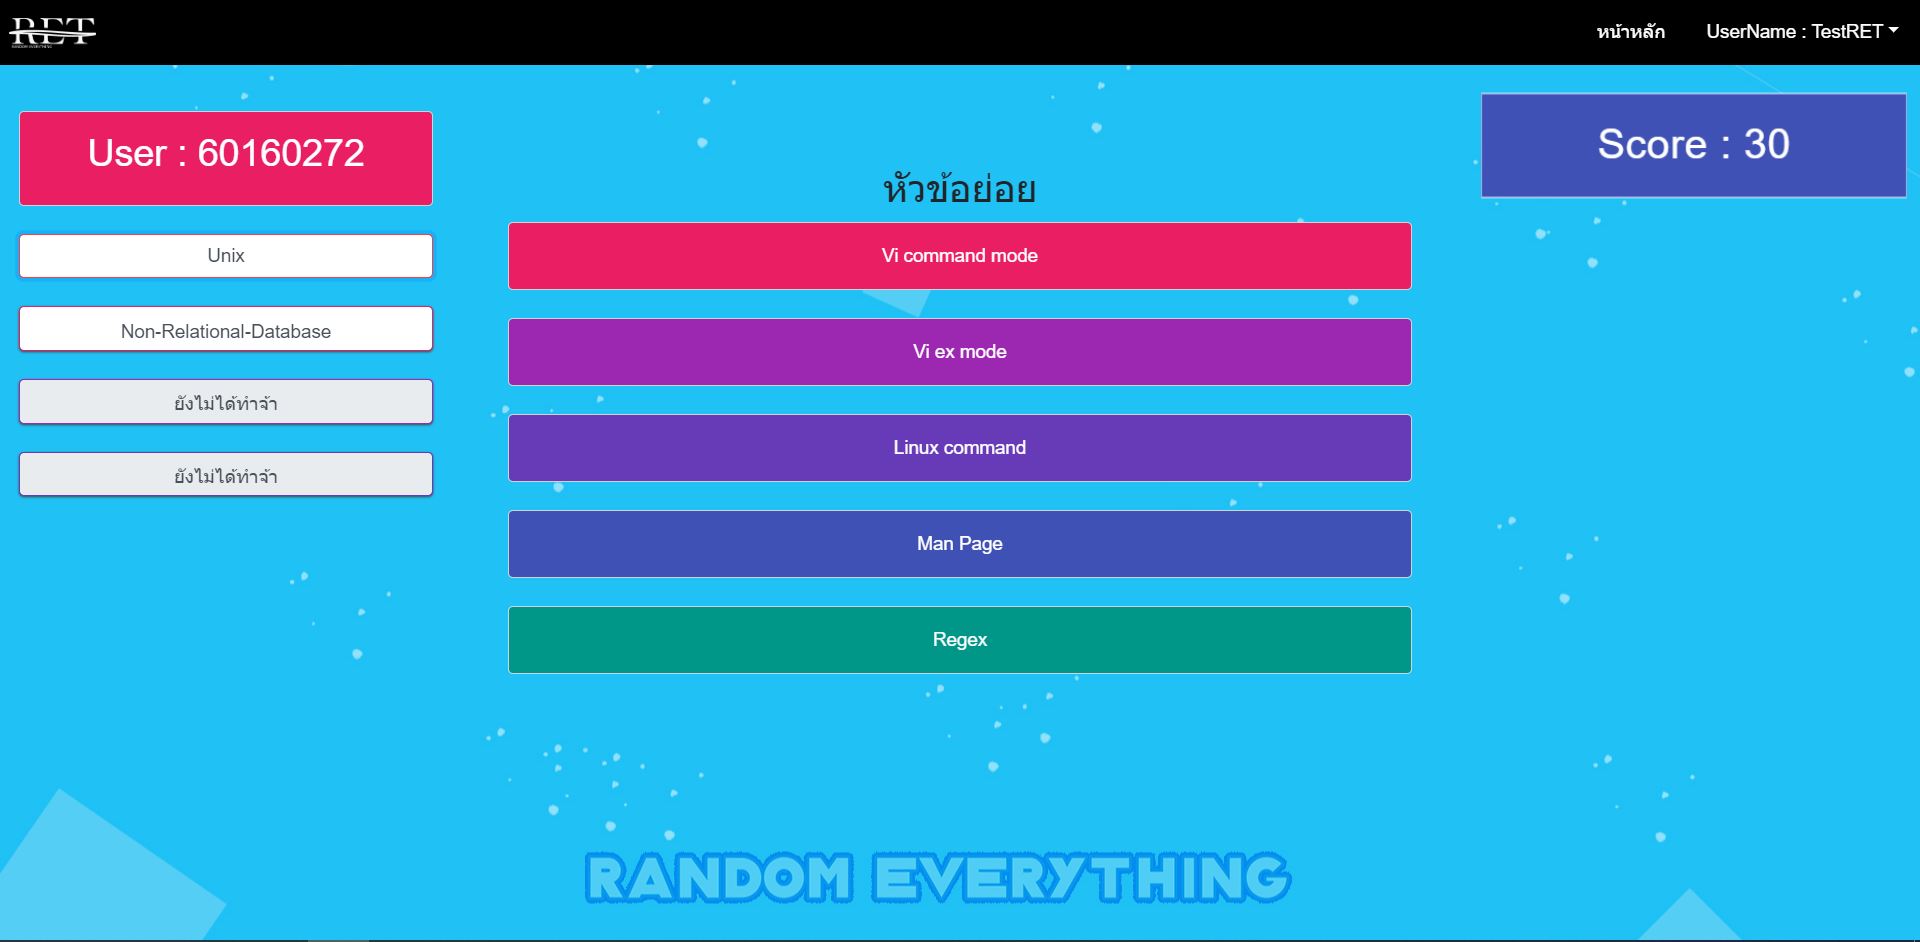 RET
RANDOM EVERYTHING
หน้าหลัก
UserName : TestRET
User : 60160272
Score : 30
Unix
Non-Relational-Database
ยังไม่ได้ทำจ้า
ยังไม่ได้ทำจ้า
หัวข้อย่อย
Vi command mode
Vi ex mode
Linux command
Man Page
Regex
RANDOM EVERYTHING